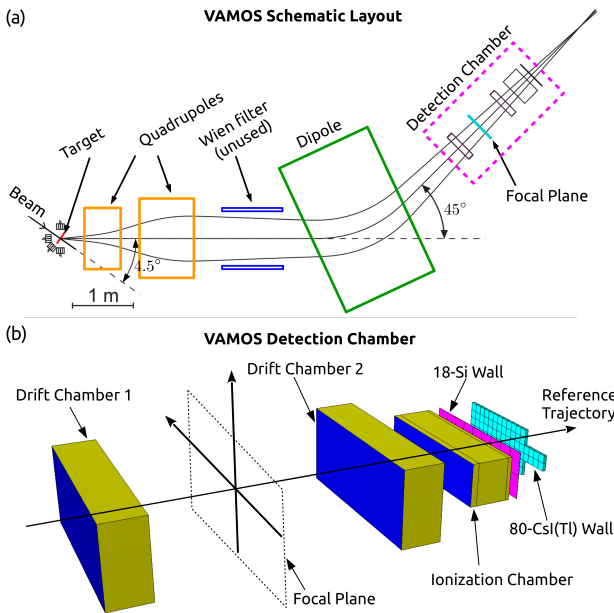 (a)
VAMOS Schematic Layout
Detection Chamber
Quadrupoles
Wien filter
(unused)
Dipole
Target
Beam
Focal Plane
45°
4.5°
1 m
(b)
VAMOS Detection Chamber
Drift Chamber 2
18-Si Wall
Drift Chamber 1
Reference
Trajectory
80-CsI(Tl) Wall
Ionization Chamber
Focal Plane